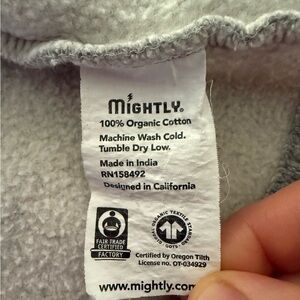 MIGHTLY.
100% Organic Cotton
Machine Wash Cold.
Tumble Dry Low.
Made in India
RN158492
Designed in California
FAIR TRADE
CERTIFIED
FACTORY
GLOBAL ORGANIC TEXTILE STANDARD
GOTS
Certified by Oregon Tilth
License no. OT-034929
www.mightly.com